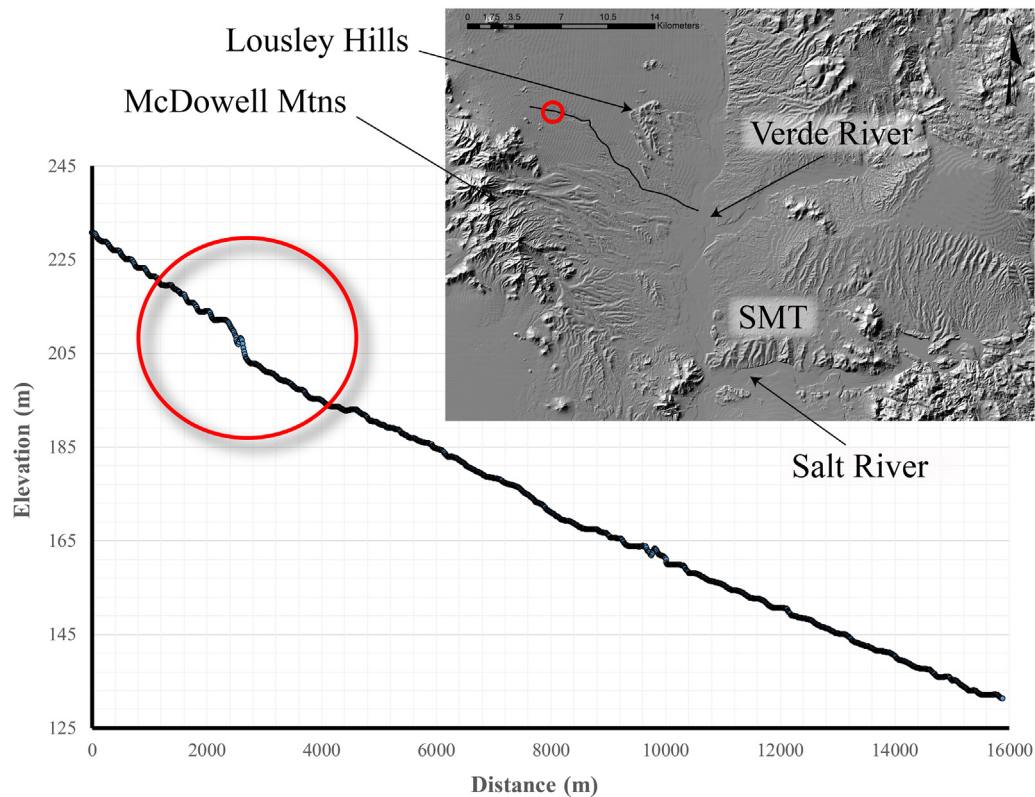 Lousley Hills
McDowell Mtns
0 1.75 3.5 7 10.5 14
Kilometers
N
Verde River
SMT
Salt River
245
225
205
185
165
145
125
Elevation (m)
0 2000 4000 6000 8000 10000 12000 14000 16000
Distance (m)